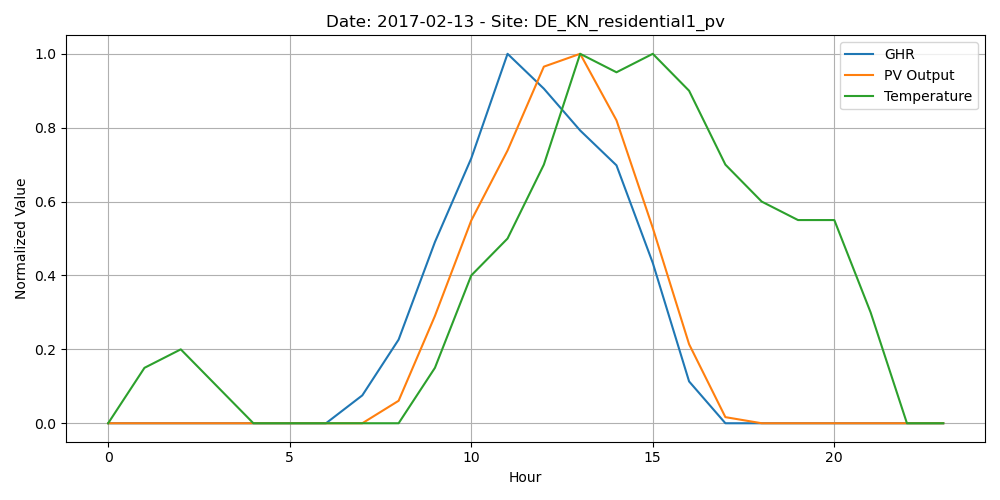 Date: 2017-02-13 - Site: DE_KN_residential1_pv
GHR
PV Output
Temperature
Normalized Value
1.0
0.8
0.6
0.4
0.2
0.0
0 5 10 15 20
Hour